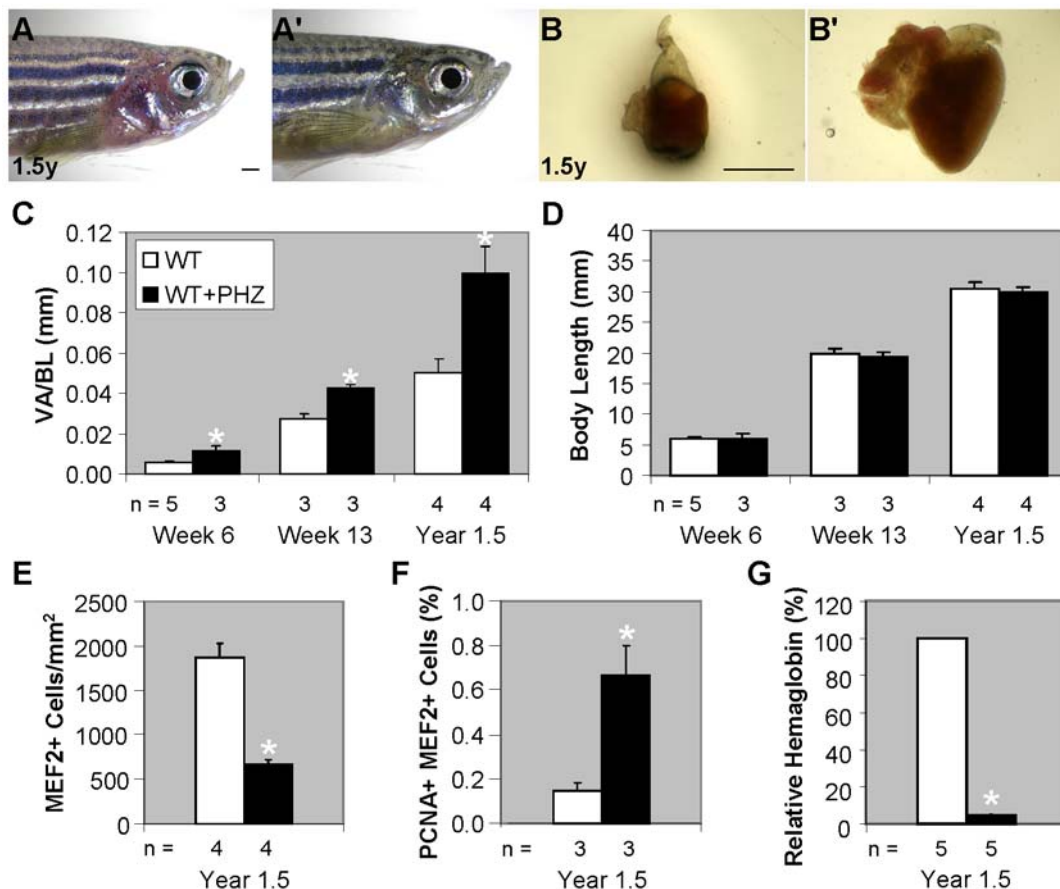 A
A'
B
B'
1.5y
1.5y
C
D
VA/BL (mm)
0.12
0.10
0.08
0.06
0.04
0.02
0.00
WT
WT+PHZ
*
*
*
n = 5 3 3 3 4 4
Week 6 Week 13 Year 1.5
Body Length (mm)
40
35
30
25
20
15
10
5
0
n = 5 3 3 3 4 4
Week 6 Week 13 Year 1.5
E
F
G
MEF2+ Cells/mm²
2500
2000
1500
1000
500
0
*
n = 4 4
Year 1.5
PCNA+ MEF2+ Cells (%)
1.0
0.8
0.6
0.4
0.2
0.0
*
n = 3 3
Year 1.5
Relative Hemaglobin (%)
120
100
80
60
40
20
0
*
n = 5 5
Year 1.5